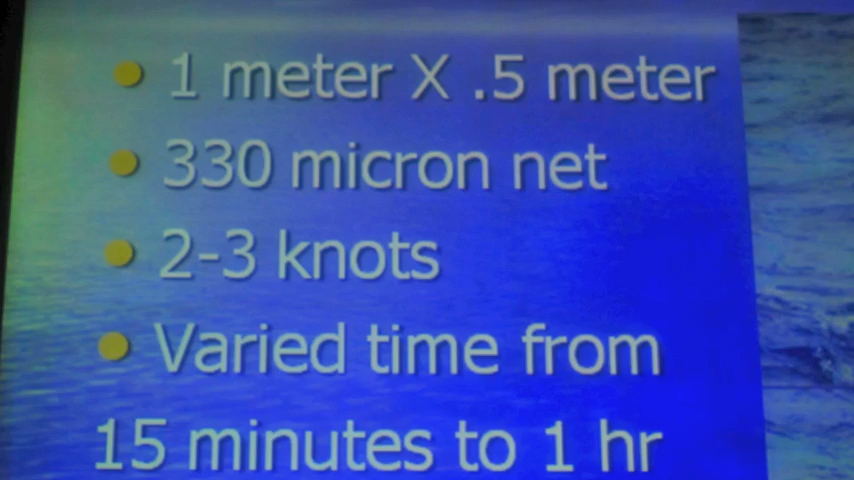 • 1 meter X .5 meter
• 330 micron net
• 2-3 knots
• Varied time from
15 minutes to 1 hr